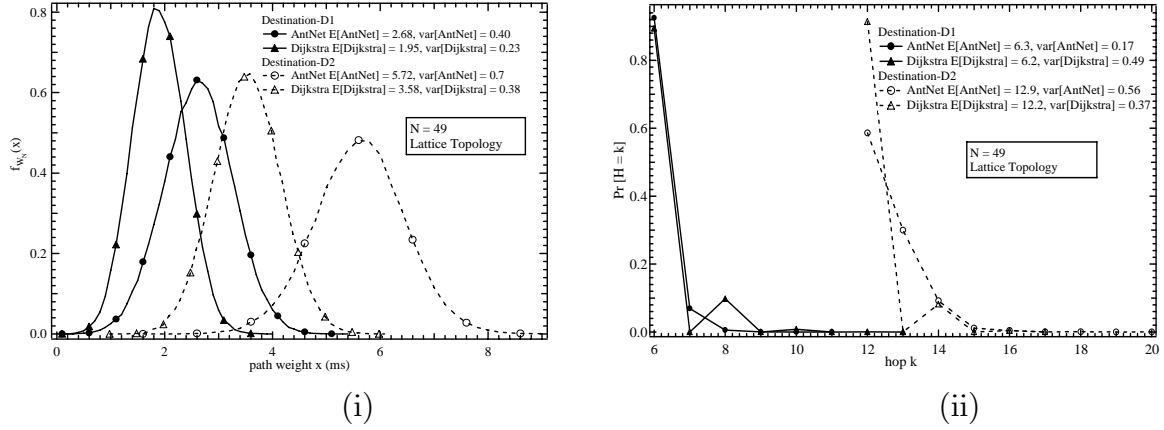 Destination-D1
AntNet E[AntNet] = 2.68, var[AntNet] = 0.40
Dijkstra E[Dijkstra] = 1.95, var[Dijkstra] = 0.23
Destination-D2
AntNet E[AntNet] = 5.72, var[AntNet] = 0.7
Dijkstra E[Dijkstra] = 3.58, var[Dijkstra] = 0.38
N = 49
Lattice Topology
0.8
0.6
0.4
0.2
0.0
f_{W_N}(x)
0 2 4 6 8
path weight x (ms)
(i)
Destination-D1
AntNet E[AntNet] = 6.3, var[AntNet] = 0.17
Dijkstra E[Dijkstra] = 6.2, var[Dijkstra] = 0.49
Destination-D2
AntNet E[AntNet] = 12.9, var[AntNet] = 0.56
Dijkstra E[Dijkstra] = 12.2, var[Dijkstra] = 0.37
N = 49
Lattice Topology
0.8
0.6
0.4
0.2
0.0
Pr [H = k]
6 8 10 12 14 16 18 20
hop k
(ii)